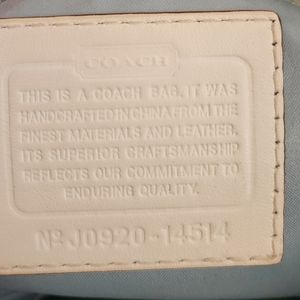 COACH
THIS IS A COACH BAG. IT WAS
HANDCRAFTED IN CHINA FROM THE
FINEST MATERIALS AND LEATHER.
ITS SUPERIOR CRAFTSMANSHIP
REFLECTS OUR COMMITMENT TO
ENDURING QUALITY.
Nº J0920-14514